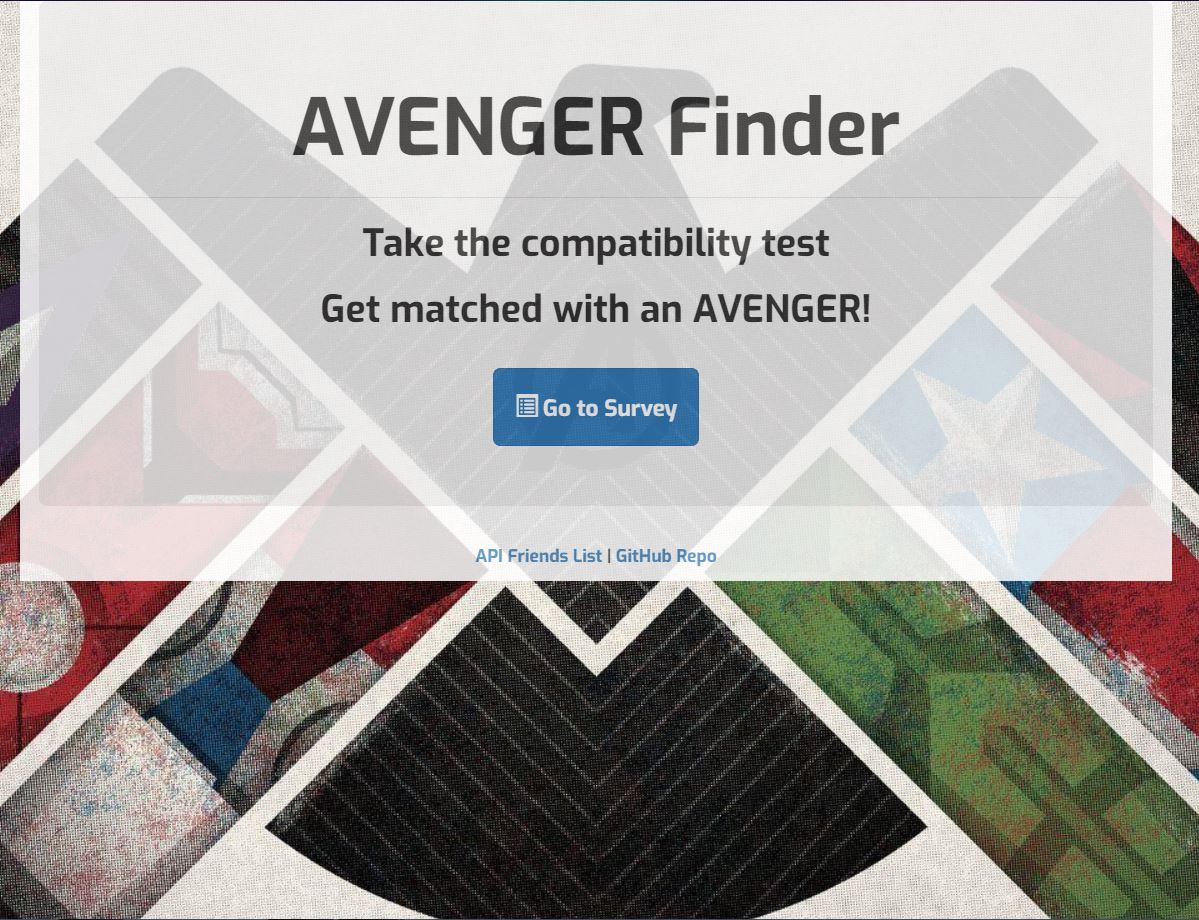 AVENGER Finder
Take the compatibility test
Get matched with an AVENGER!
Go to Survey
API Friends List | GitHub Repo